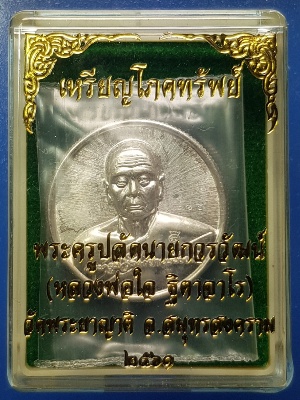 เหรียญโภคทรัพย์
พระครูปลัดนายกวรวัฒน์
(หลวงพ่อใจ ฐิตาจาโร)
วัดพระยาญาติ จ.สมุทรสงคราม
๒๕๖๑